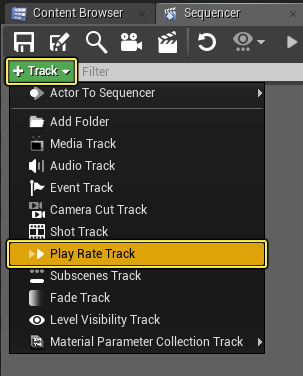 Content Browser Sequencer
+ Track Filter
Actor To Sequencer
Add Folder
Media Track
Audio Track
Event Track
Camera Cut Track
Shot Track
Play Rate Track
Subscenes Track
Fade Track
Level Visibility Track
Material Parameter Collection Track